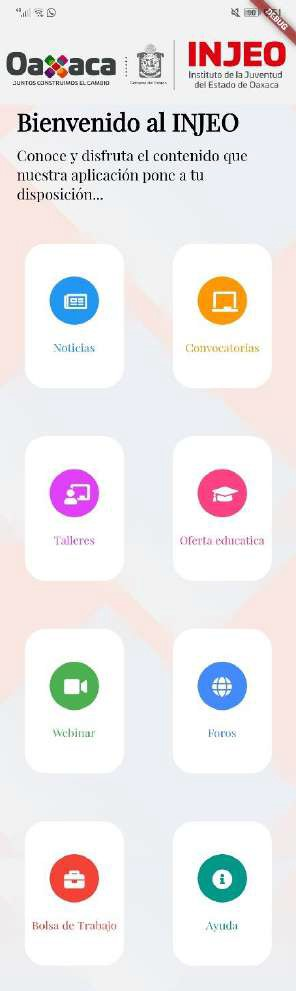 DEBUG
Oaxaca
JUNTOS CONSTRUIMOS EL CAMBIO
INJEO
Instituto de la Juventud
del Estado de Oaxaca
Bienvenido al INJEO
Conoce y disfruta el contenido que
nuestra aplicación pone a tu
disposición...
Noticias
Convocatorias
Talleres
Oferta educatica
Webinar
Foros
Bolsa de Trabajo
Ayuda